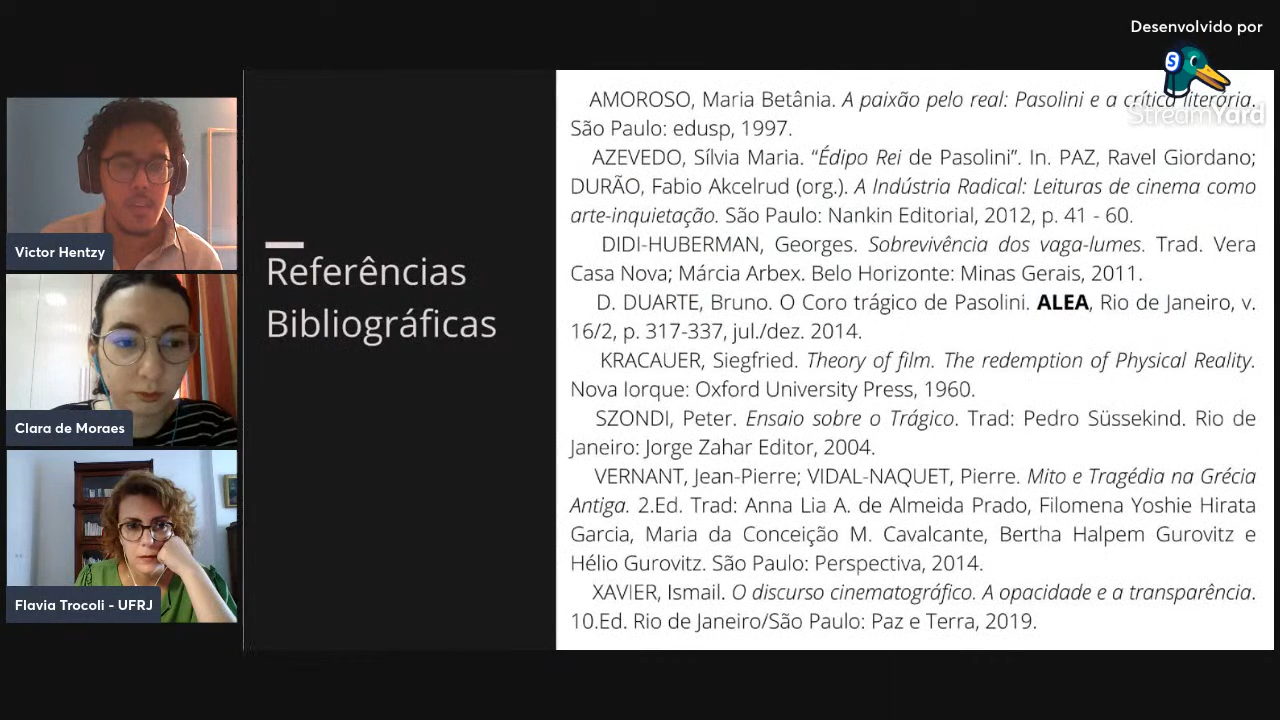 Desenvolvido por
StreamYard
Victor Hentzy
Clara de Moraes
Flavia Trocoli - UFRJ
Referências
Bibliográficas
AMOROSO, Maria Betânia. A paixão pelo real: Pasolini e a crítica literária.
São Paulo: edusp, 1997.
AZEVEDO, Sílvia Maria. “Édipo Rei de Pasolini”. In. PAZ, Ravel Giordano;
DURÃO, Fabio Akcelrud (org.). A Indústria Radical: Leituras de cinema como
arte-inquietação. São Paulo: Nankin Editorial, 2012, p. 41 - 60.
DIDI-HUBERMAN, Georges. Sobrevivência dos vaga-lumes. Trad. Vera
Casa Nova; Márcia Arbex. Belo Horizonte: Minas Gerais, 2011.
D. DUARTE, Bruno. O Coro trágico de Pasolini. ALEA, Rio de Janeiro, v.
16/2, p. 317-337, jul./dez. 2014.
KRACAUER, Siegfried. Theory of film. The redemption of Physical Reality.
Nova Iorque: Oxford University Press, 1960.
SZONDI, Peter. Ensaio sobre o Trágico. Trad: Pedro Süssekind. Rio de
Janeiro: Jorge Zahar Editor, 2004.
VERNANT, Jean-Pierre; VIDAL-NAQUET, Pierre. Mito e Tragédia na Grécia
Antiga. 2.Ed. Trad: Anna Lia A. de Almeida Prado, Filomena Yoshie Hirata
Garcia, Maria da Conceição M. Cavalcante, Bertha Halpem Gurovitz e
Hélio Gurovitz. São Paulo: Perspectiva, 2014.
XAVIER, Ismail. O discurso cinematográfico. A opacidade e a transparência.
10.Ed. Rio de Janeiro/São Paulo: Paz e Terra, 2019.